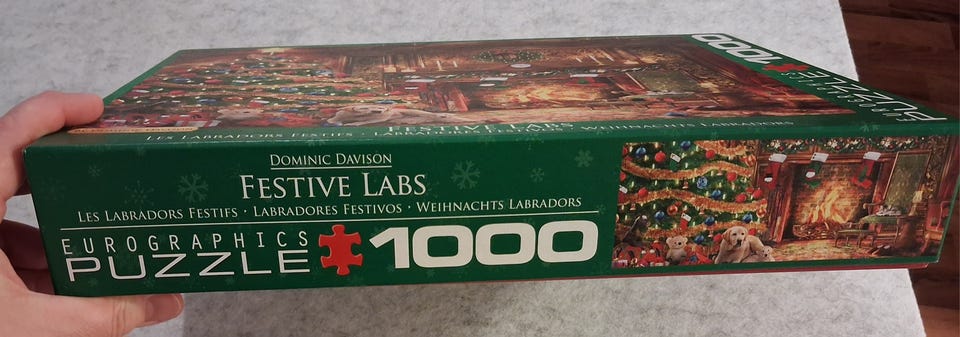 1000
EUROGRAPHICS
PUZZLE
LES LABRADORS FESTIFS
FESTIVE LABS
WEIHNACHTS LABRADORS
DOMINIC DAVISON
FESTIVE LABS
LES LABRADORS FESTIFS · LABRADORES FESTIVOS · WEIHNACHTS LABRADORS
EUROGRAPHICS
PUZZLE 1000